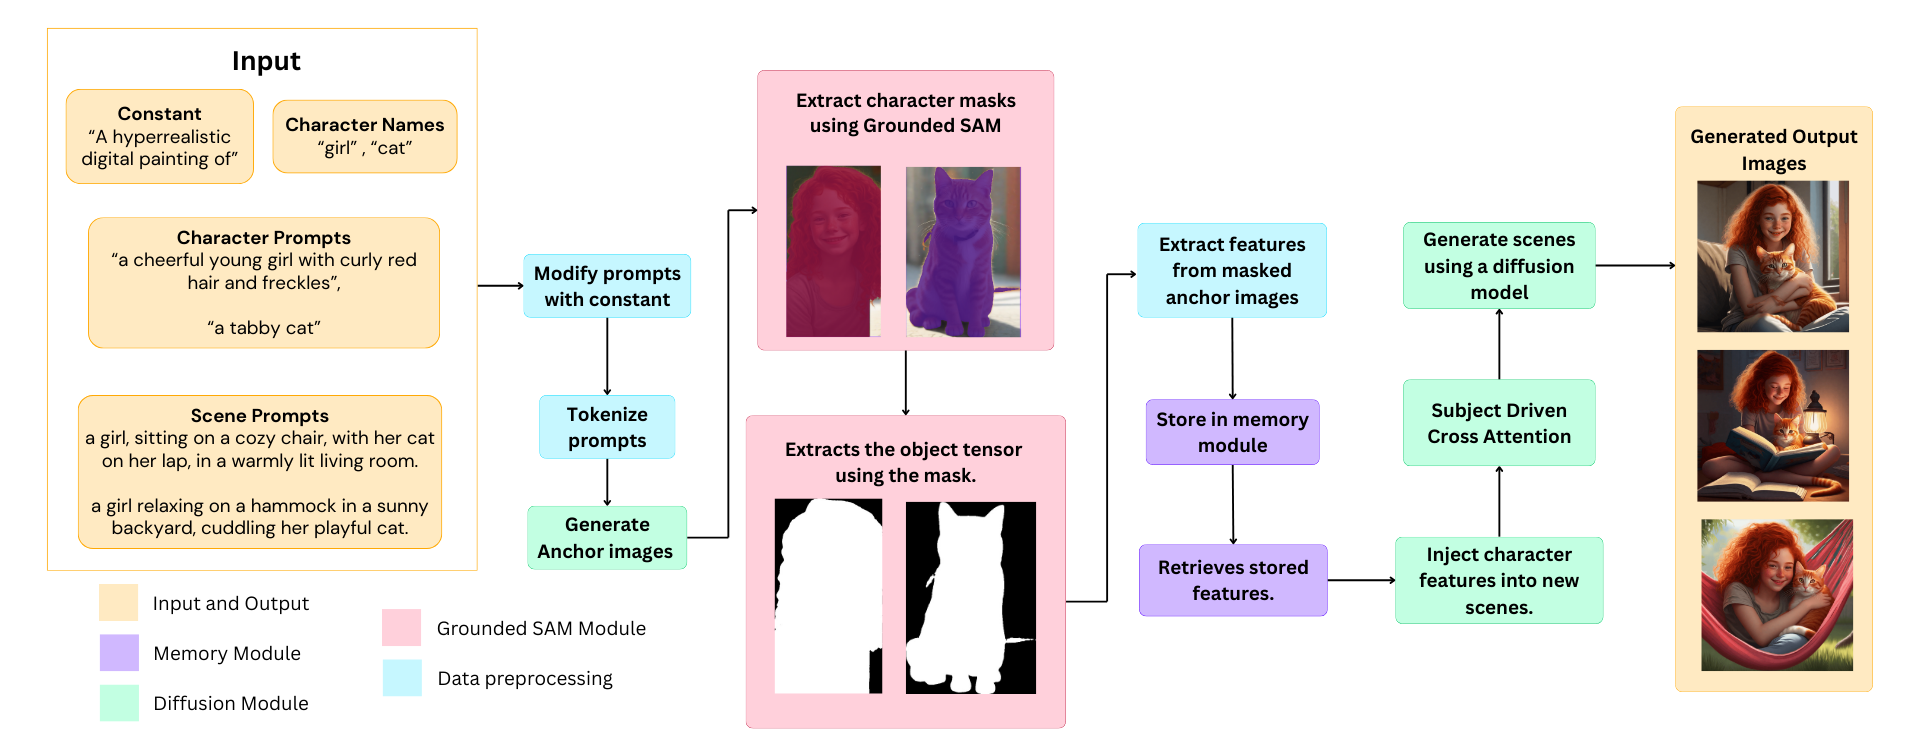 Input
Constant
“A hyperrealistic
digital painting of”
Character Names
“girl” , “cat”
Character Prompts
“a cheerful young girl with curly red
hair and freckles”,
“a tabby cat”
Scene Prompts
a girl, sitting on a cozy chair, with her cat
on her lap, in a warmly lit living room.
a girl relaxing on a hammock in a sunny
backyard, cuddling her playful cat.
Modify prompts
with constant
Tokenize
prompts
Generate
Anchor images
Extract character masks
using Grounded SAM
Extracts the object tensor
using the mask.
Extract features
from masked
anchor images
Store in memory
module
Retrieves stored
features.
Inject character
features into new
scenes.
Subject Driven
Cross Attention
Generate scenes
using a diffusion
model
Generated Output
Images
Input and Output
Memory Module
Diffusion Module
Grounded SAM Module
Data preprocessing